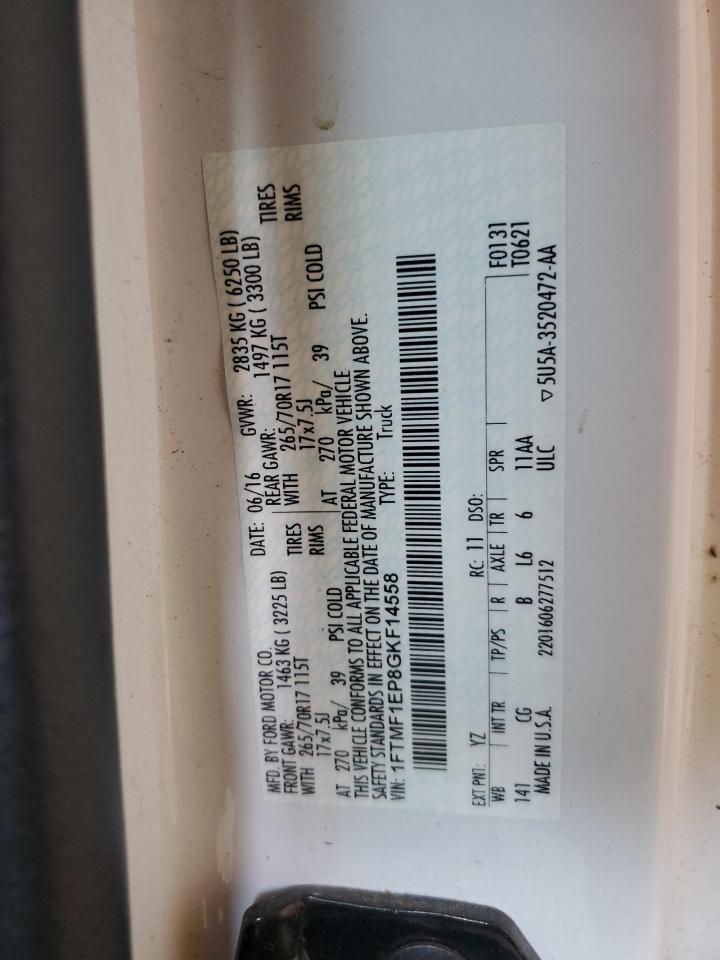 MFD. BY FORD MOTOR CO. DATE: 06/16 GVWR: 2835 KG ( 6250 LB)
FRONT GAWR: 1463 KG ( 3225 LB) REAR GAWR: 1497 KG ( 3300 LB)
WITH 265/70R17 115T TIRES WITH 265/70R17 115T TIRES
17x7.5J RIMS 17x7.5J RIMS
AT 270 kPa/ 39 PSI COLD AT 270 kPa/ 39 PSI COLD
THIS VEHICLE CONFORMS TO ALL APPLICABLE FEDERAL MOTOR VEHICLE
SAFETY STANDARDS IN EFFECT ON THE DATE OF MANUFACTURE SHOWN ABOVE.
VIN: 1FTMF1EP8GKF14558 TYPE: Truck
EXT PNT: YZ RC: 11 DSO: F0131
WB INT TR TP/PS R AXLE TR SPR T0621
141 CG B L6 6 11AA
MADE IN U.S.A. 2201606277512 ULC ▽5U5A-3520472-AA